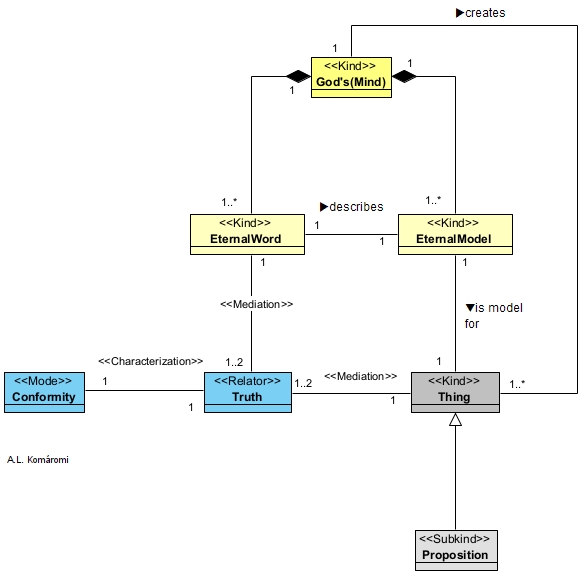 ▶creates
1
<<Kind>>
God's(Mind)
1
1
1..*
▶describes
1..*
<<Kind>>
EternalWord
1
1
<<Kind>>
EternalModel
1
1
<<Mediation>>
▼is model
for
<<Characterization>>
1..2
<<Mediation>>
1
<<Mode>>
Conformity
1
1
<<Relator>>
Truth
1..2
1
<<Kind>>
Thing
1..*
A.L. Komáromi
<<Subkind>>
Proposition